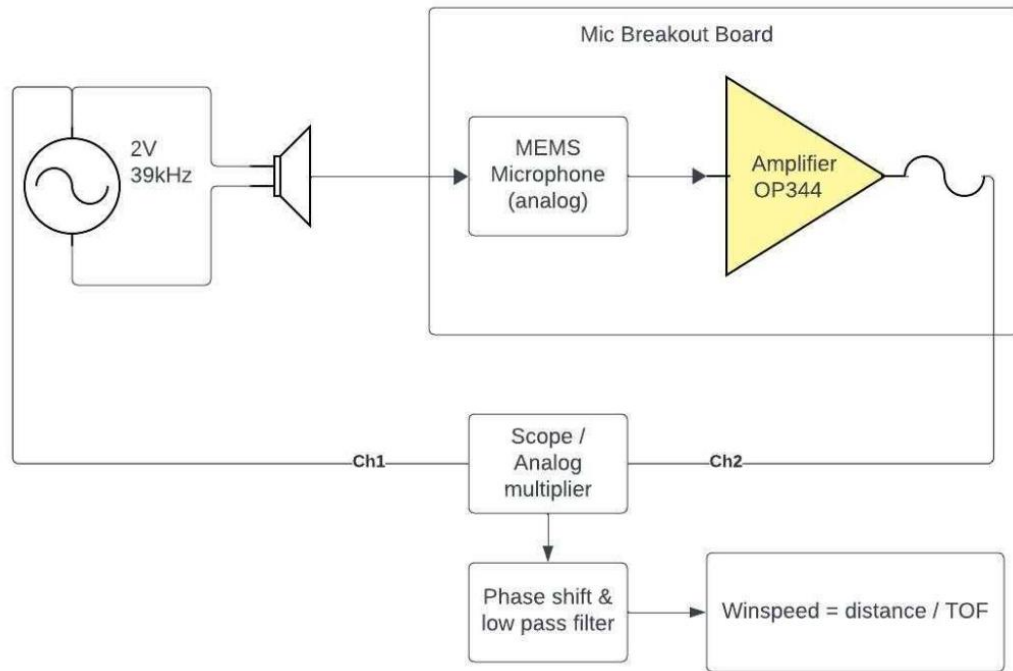 Mic Breakout Board
2V
39kHz
MEMS
Microphone
(analog)
Amplifier
OP344
Ch1
Scope /
Analog
multiplier
Ch2
Phase shift &
low pass filter
Winspeed = distance / TOF